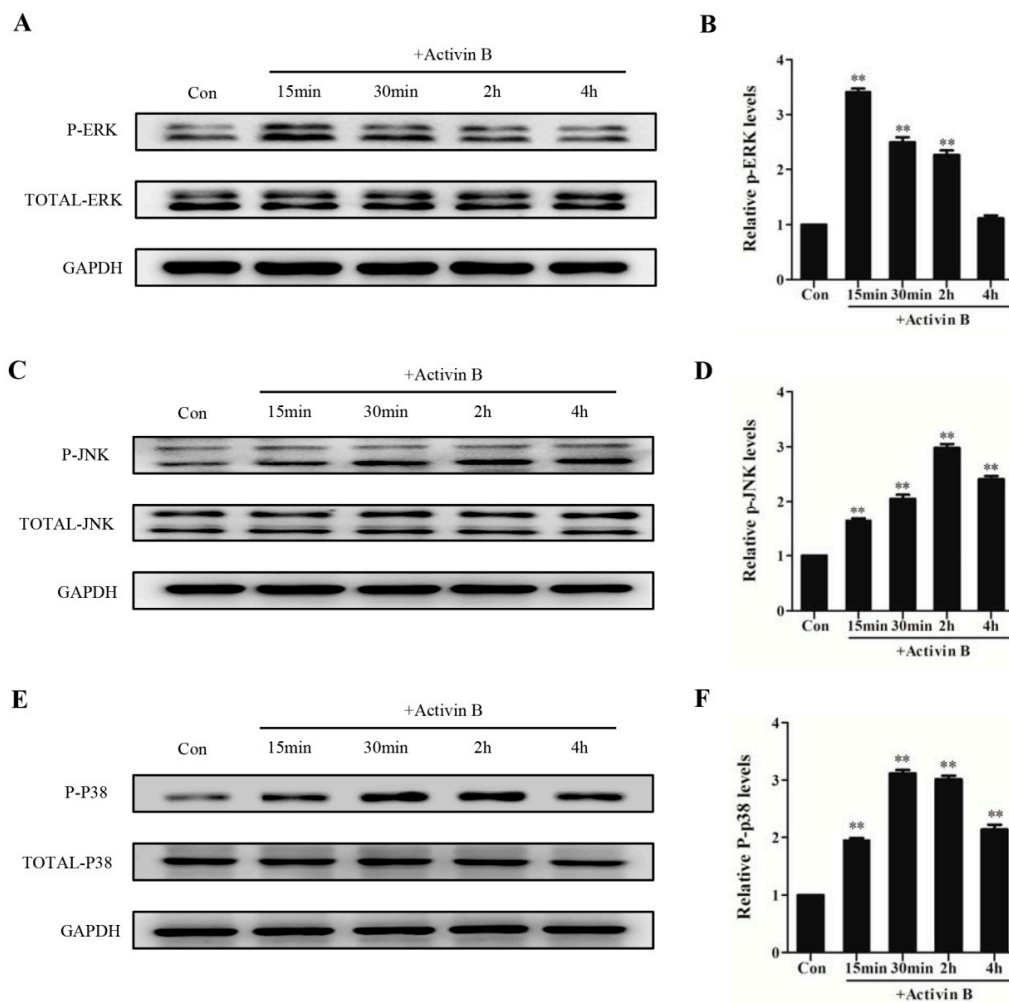 A
+Activin B
Con 15min 30min 2h 4h
P-ERK
TOTAL-ERK
GAPDH
B
Relative p-ERK levels
4
3
2
1
0
** ** **
Con 15min 30min 2h 4h
+Activin B
C
+Activin B
Con 15min 30min 2h 4h
P-JNK
TOTAL-JNK
GAPDH
D
Relative p-JNK levels
4
3
2
1
0
** ** ** **
Con 15min 30min 2h 4h
+Activin B
E
+Activin B
Con 15min 30min 2h 4h
P-P38
TOTAL-P38
GAPDH
F
Relative P-p38 levels
4
3
2
1
0
** ** ** **
Con 15min 30min 2h 4h
+Activin B